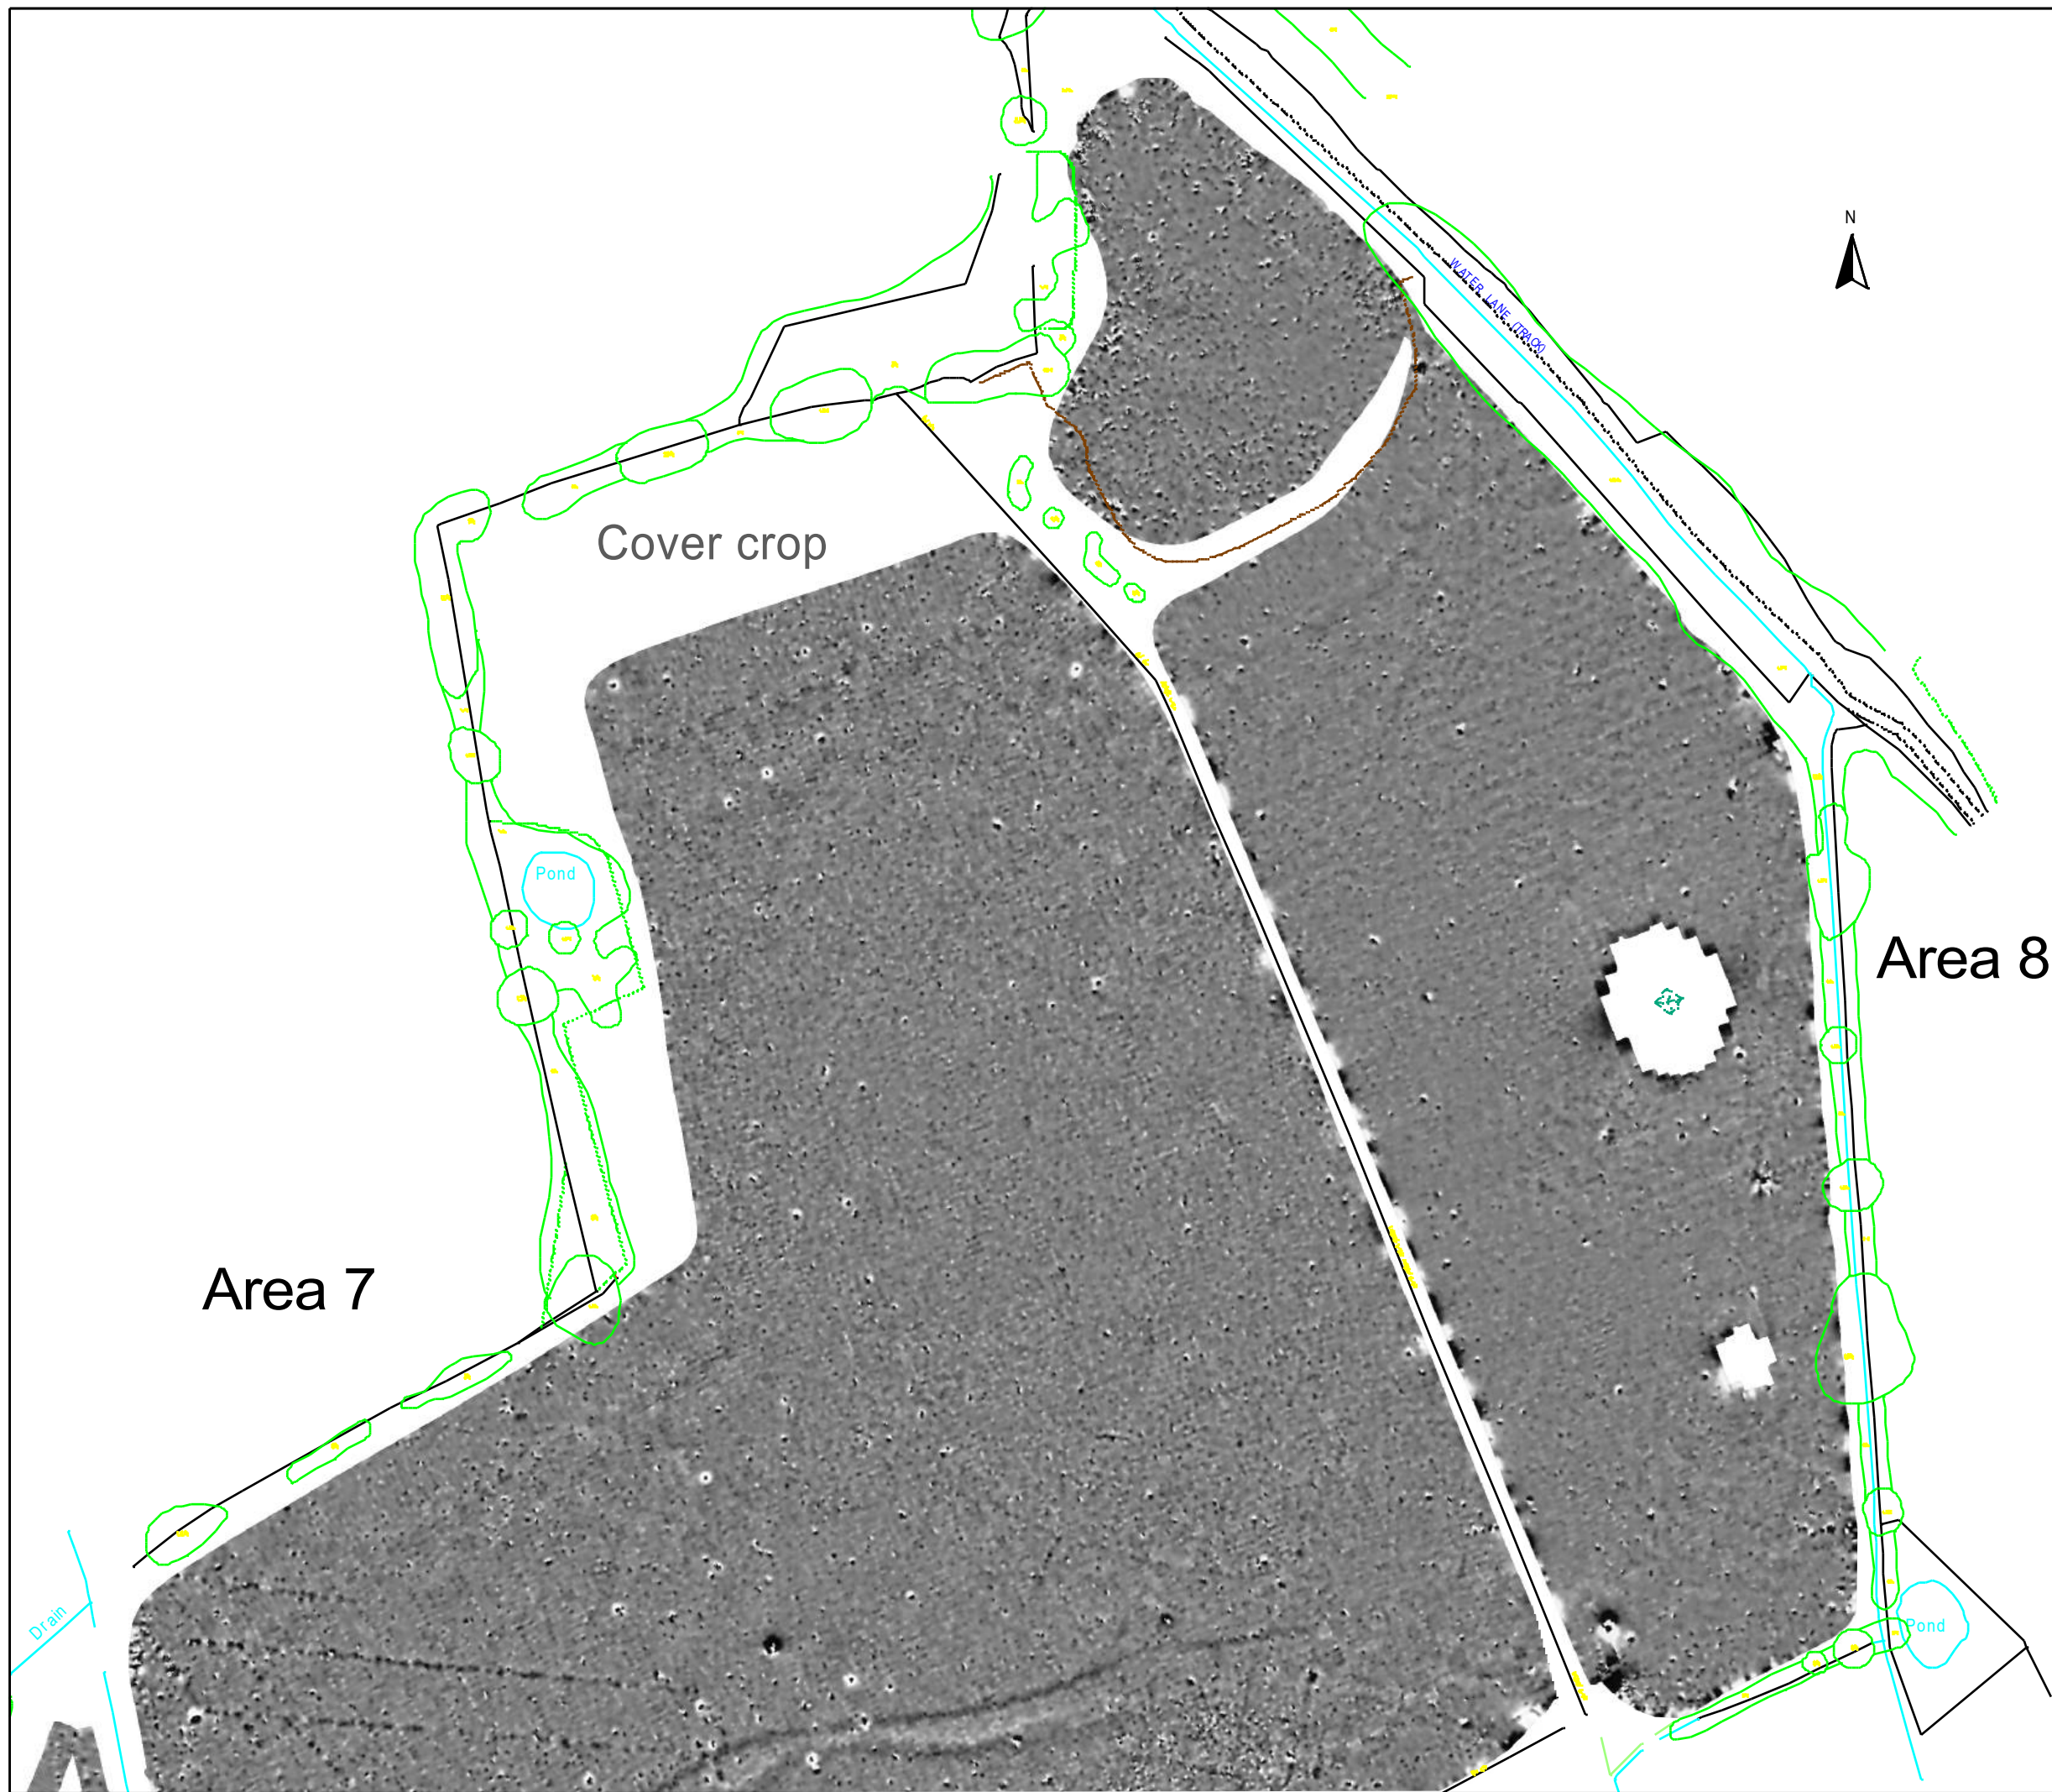 N
WATER LANE (TRACK)
Cover crop
Pond
Area 8
Area 7
Drain
Pond